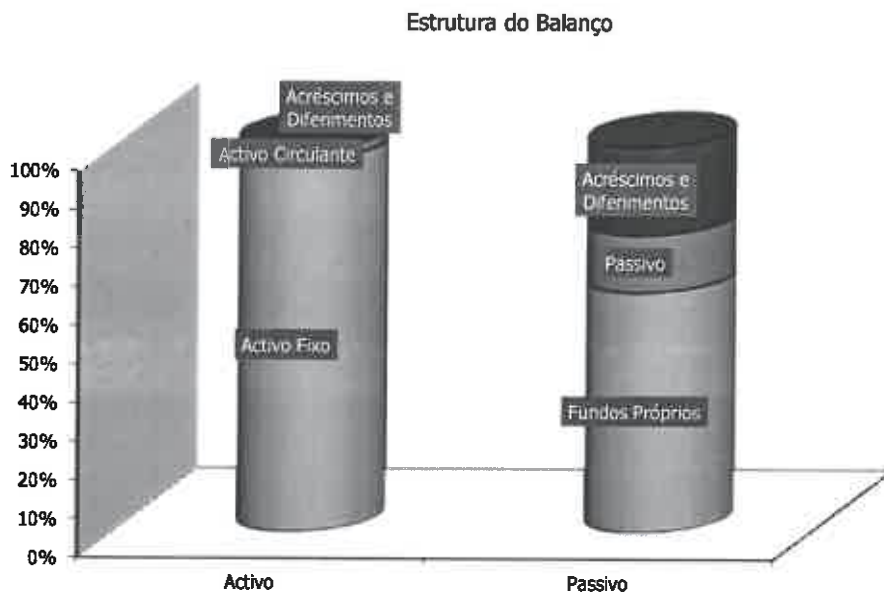 Estrutura do Balanço
Acréscimos e
Diferimentos
Activo Circulante
Activo Fixo
Acréscimos e
Diferimentos
Passivo
Fundos Próprios
100%
90%
80%
70%
60%
50%
40%
30%
20%
10%
0%
Activo
Passivo